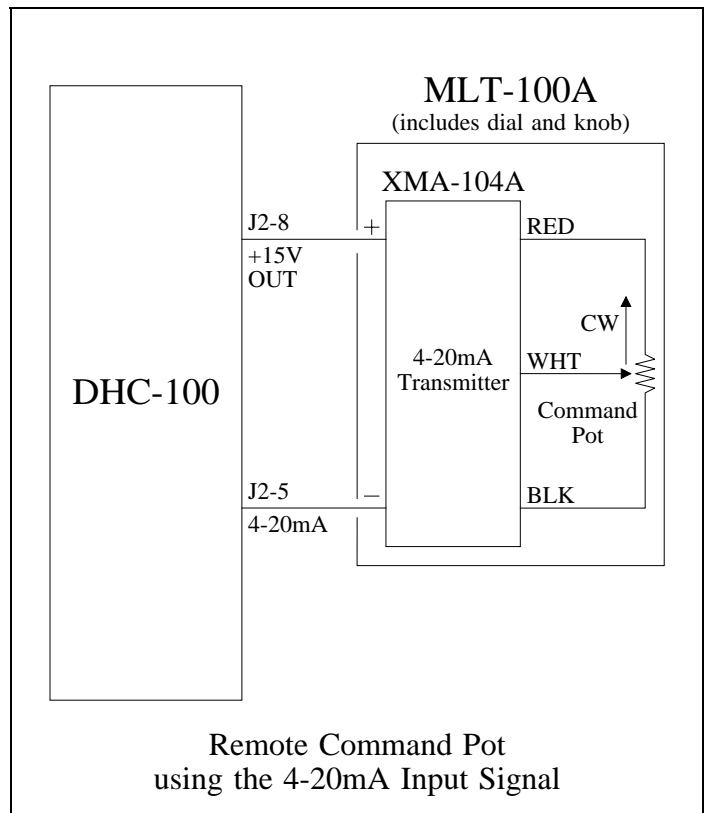 MLT-100A
(includes dial and knob)
XMA-104A
J2-8
+15V
OUT
+
RED
CW
DHC-100
4-20mA
Transmitter
WHT
Command
Pot
J2-5
4-20mA
−
BLK
Remote Command Pot
using the 4-20mA Input Signal